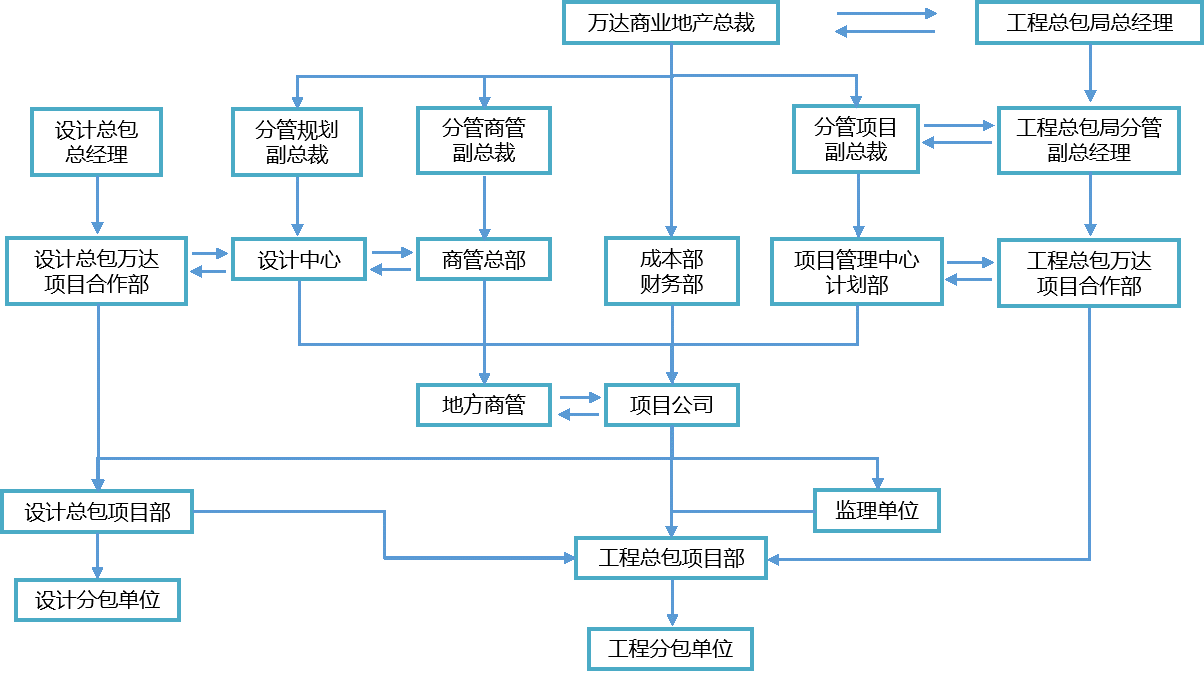 万达商业地产总裁
工程总包局总经理
设计总包
总经理
分管规划
副总裁
分管商管
副总裁
分管项目
副总裁
工程总包局分管
副总经理
设计总包万达
项目合作部
设计中心
商管总部
成本部
财务部
项目管理中心
计划部
工程总包万达
项目合作部
地方商管
项目公司
设计总包项目部
监理单位
工程总包项目部
设计分包单位
工程分包单位